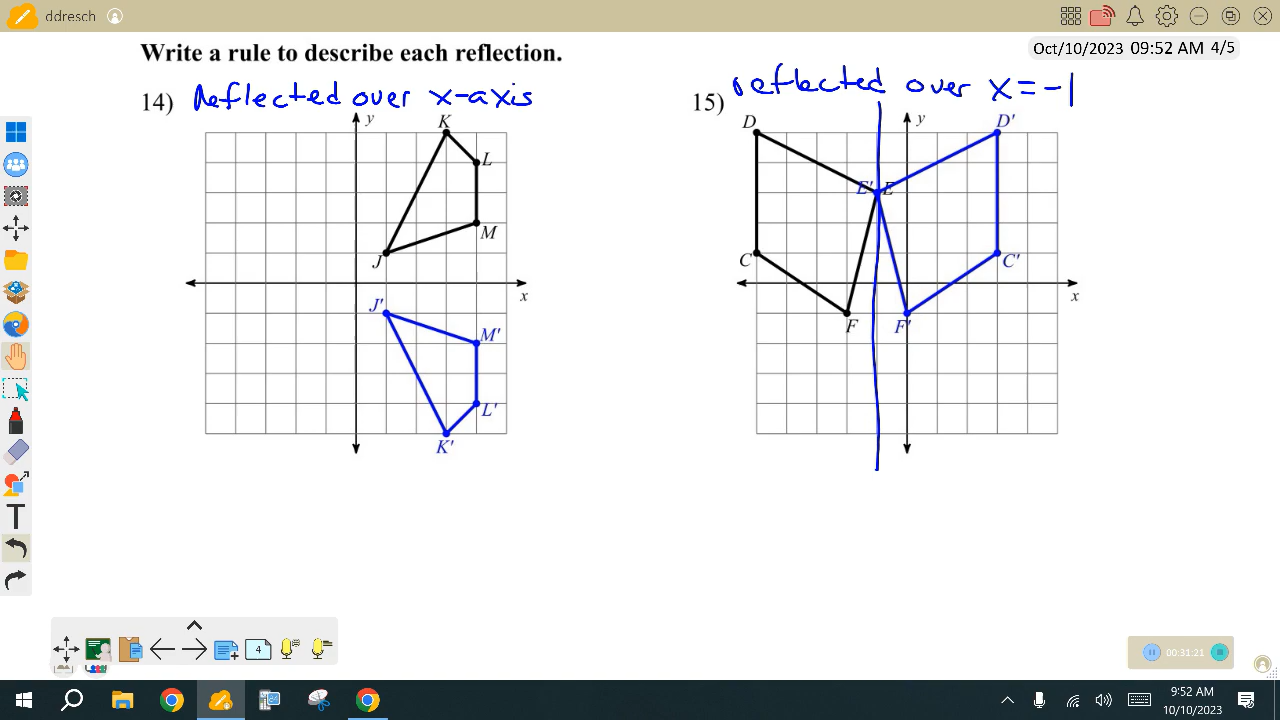 ddresch
Write a rule to describe each reflection.
Oct/10/2023 09:52 AM 4/5
14) Reflected over x-axis
15) reflected over x = -1
y
K
L
M
J
x
J'
M'
L'
K'
y
D
D'
E'
E
C
C'
x
F
F'
T
4
00:31:21
9:52 AM
10/10/2023